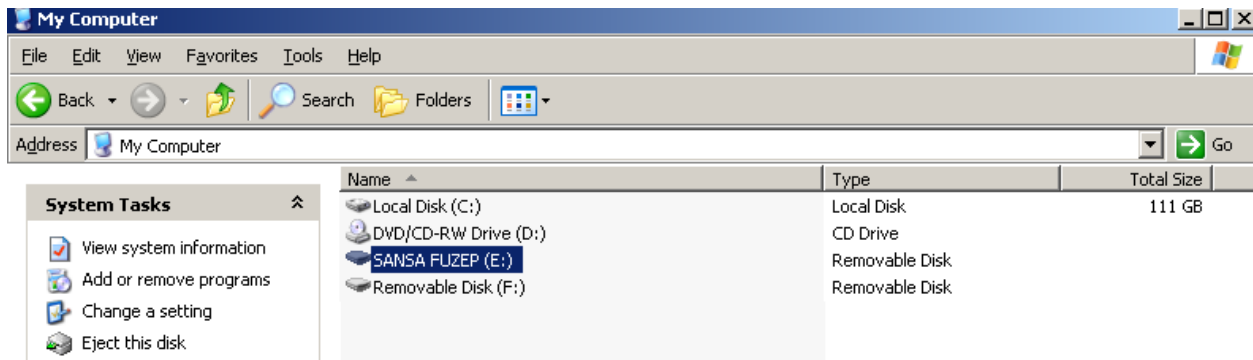 My Computer
File Edit View Favorites Tools Help
Back Search Folders
Address My Computer Go
Name Type Total Size
System Tasks
Local Disk (C:) Local Disk 111 GB
DVD/CD-RW Drive (D:) CD Drive
View system information
SANSA FUZEP (E:) Removable Disk
Add or remove programs
Removable Disk (F:) Removable Disk
Change a setting
Eject this disk